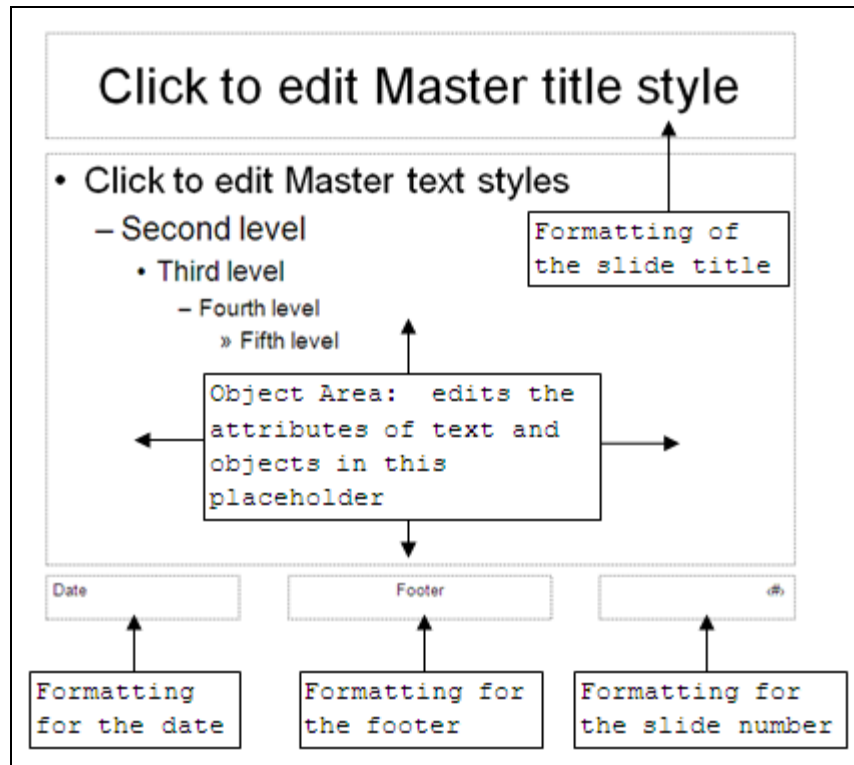 Click to edit Master title style
• Click to edit Master text styles
– Second level
• Third level
– Fourth level
» Fifth level
Formatting of
the slide title
Object Area:  edits the
attributes of text and
objects in this
placeholder
Date
Footer
‹#›
Formatting
for the date
Formatting for
the footer
Formatting for
the slide number